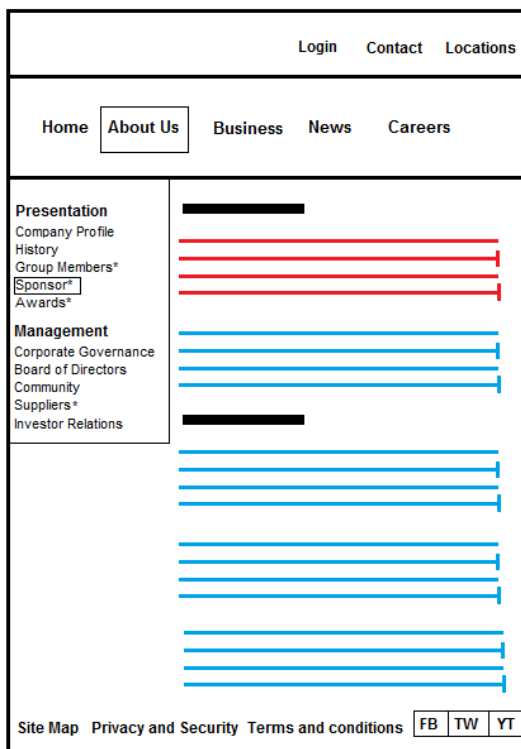 Login Contact Locations
Home About Us Business News Careers
Presentation
Company Profile
History
Group Members*
Sponsor*
Awards*
Management
Corporate Governance
Board of Directors
Community
Suppliers*
Investor Relations
Site Map Privacy and Security Terms and conditions FB TW YT